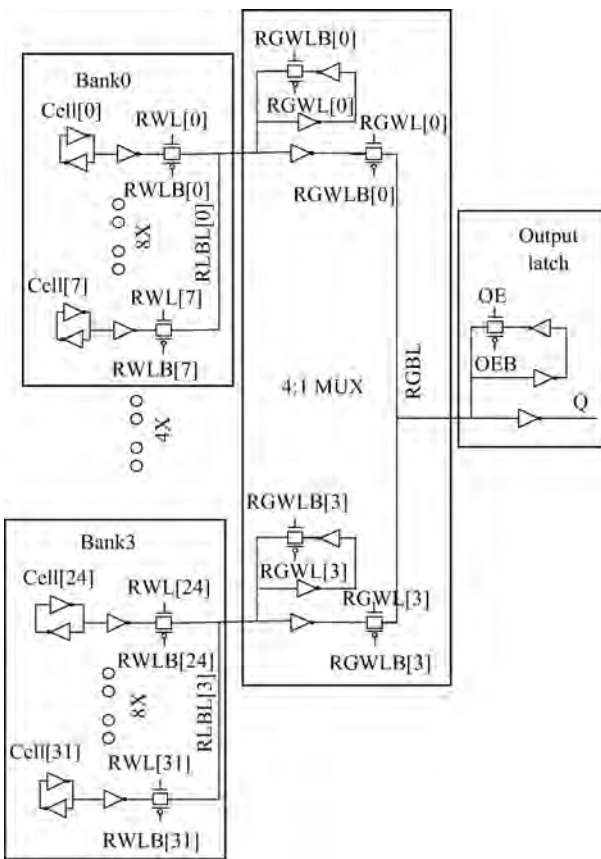 Bank0
Cell[0]
RWL[0]
RWLB[0]
8X
RLBL[0]
Cell[7]
RWL[7]
RWLB[7]
4X
Bank3
Cell[24]
RWL[24]
RWLB[24]
8X
RLBL[3]
Cell[31]
RWL[31]
RWLB[31]
RGWLB[0]
RGWL[0]
RGWL[0]
RGWLB[0]
4:1 MUX
RGBL
RGWLB[3]
RGWL[3]
RGWL[3]
RGWLB[3]
Output
latch
OE
OEB
Q